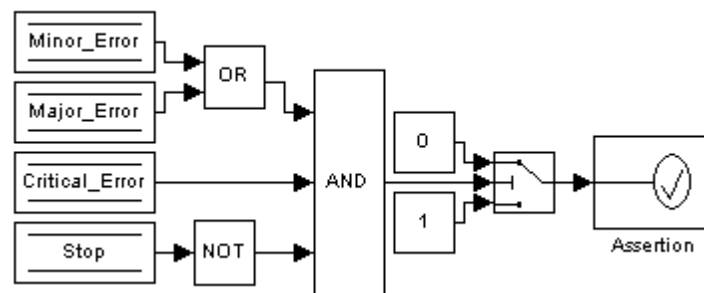 Minor_Error
OR
Major_Error
0
Critical_Error
AND
1
Stop
NOT
Assertion